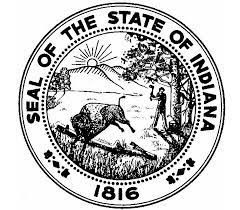 SEAL OF THE STATE OF INDIANA
1816